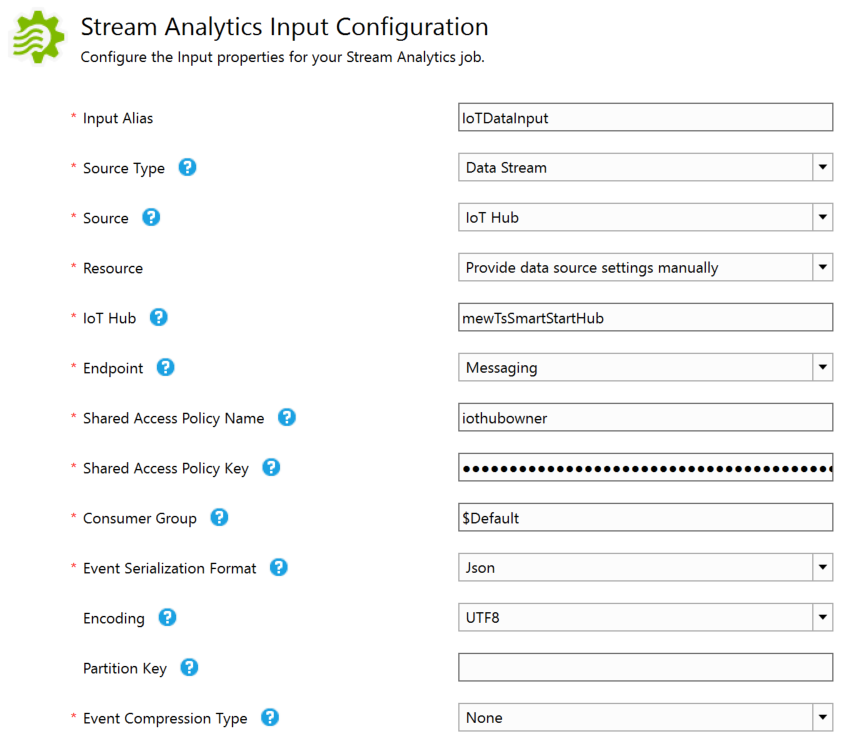 Stream Analytics Input Configuration
Configure the Input properties for your Stream Analytics job.
* Input Alias IoTDataInput
* Source Type ? Data Stream
* Source ? IoT Hub
* Resource Provide data source settings manually
* IoT Hub ? mewTsSmartStartHub
* Endpoint ? Messaging
* Shared Access Policy Name ? iothubowner
* Shared Access Policy Key ? ●●●●●●●●●●●●●●●●●●●●●●●●●●●●●●●●●●●●●●●●
* Consumer Group ? $Default
* Event Serialization Format ? Json
Encoding ? UTF8
Partition Key ?
* Event Compression Type ? None